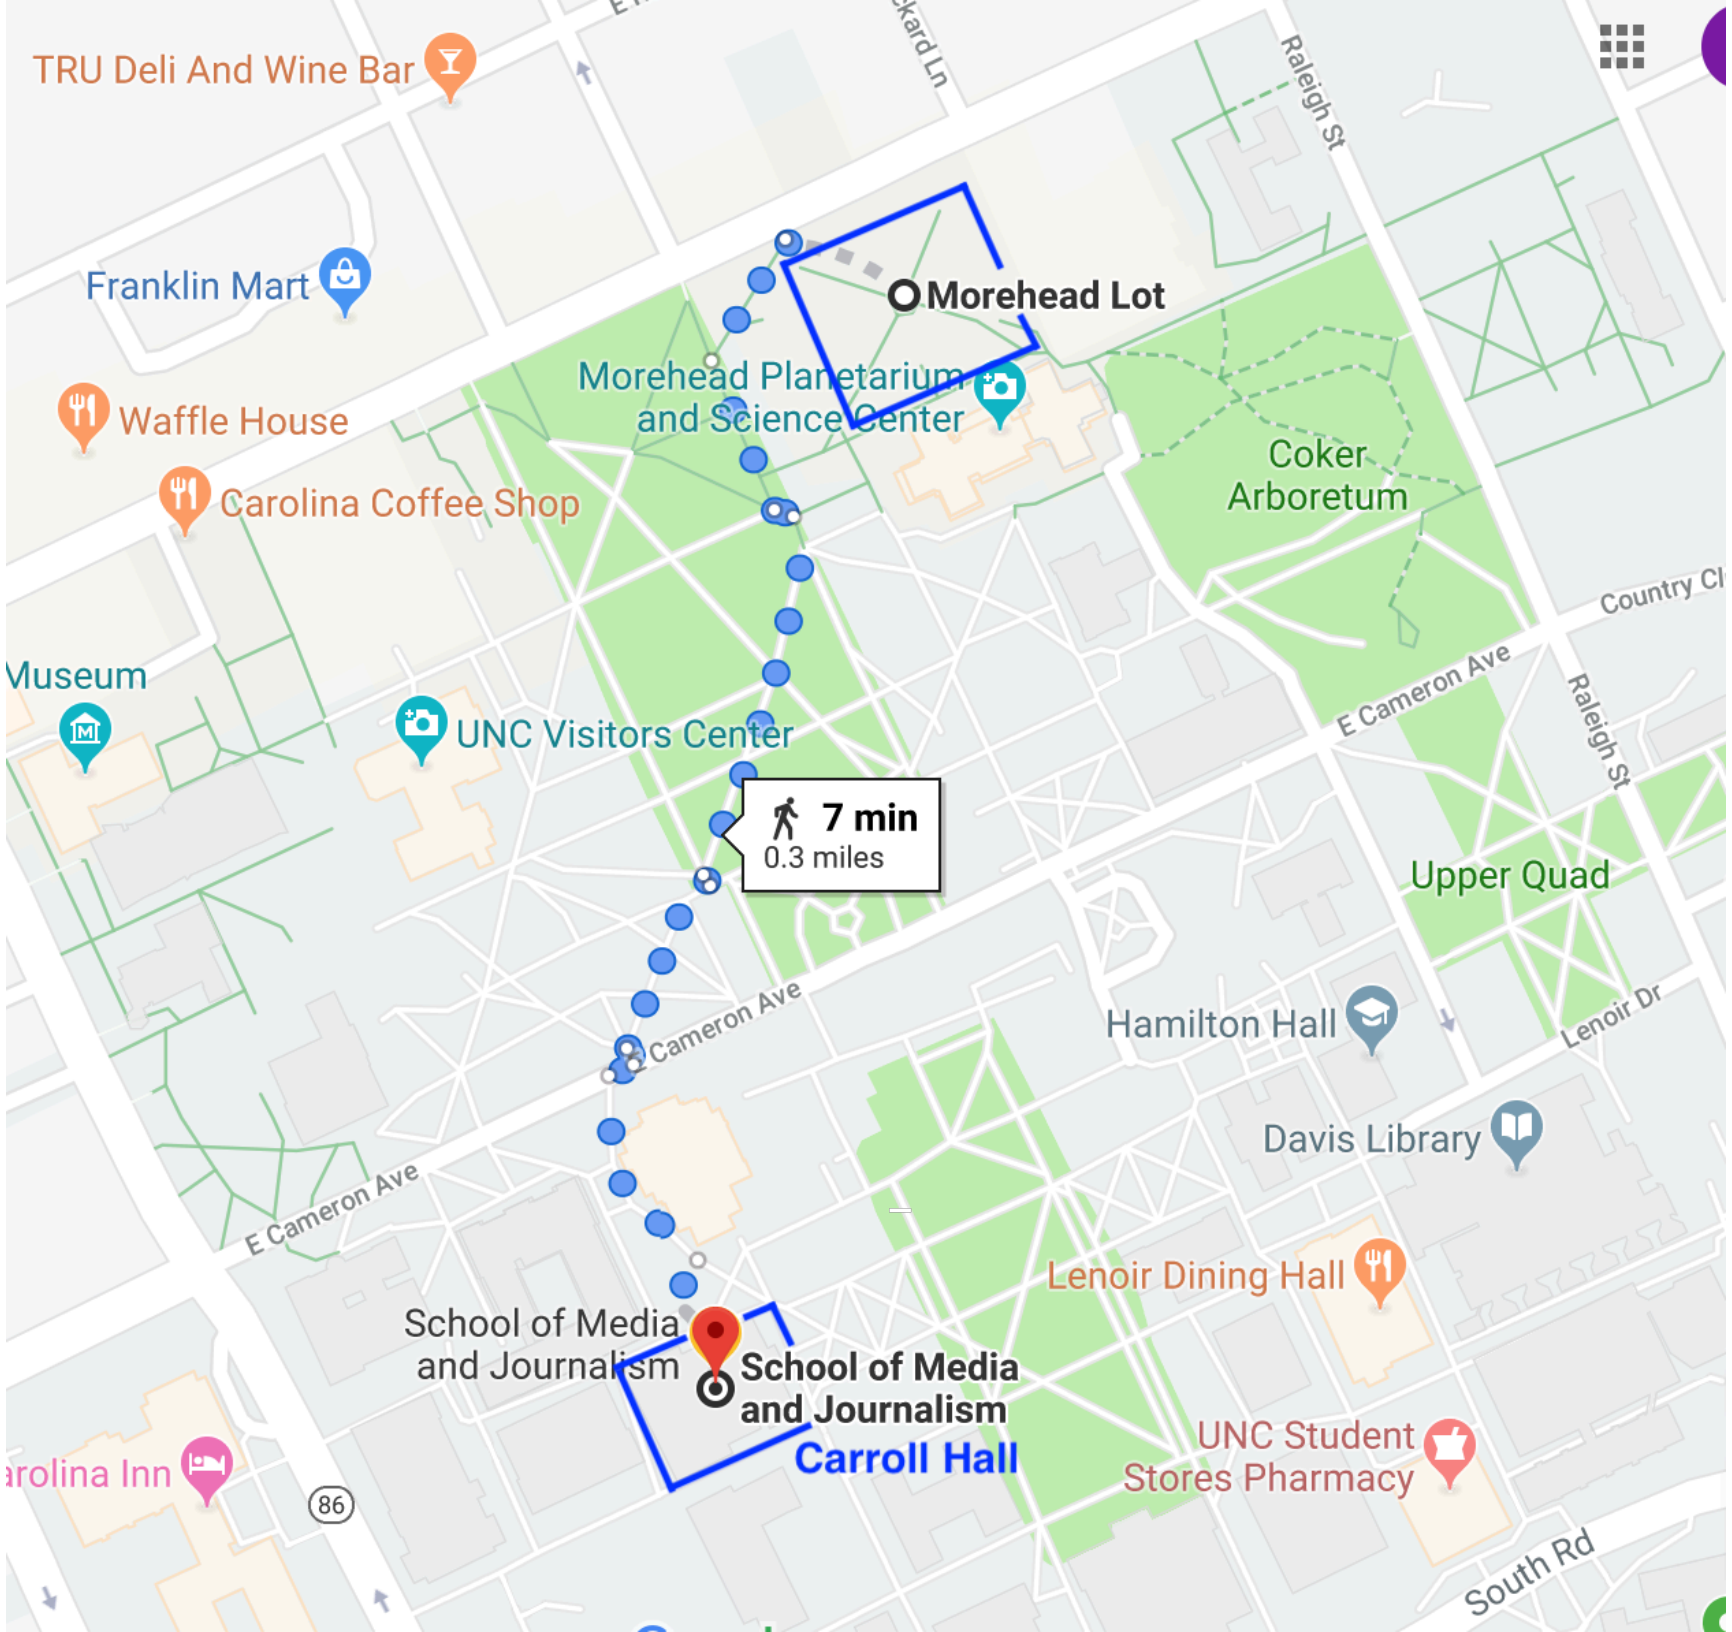 E
ckard Ln
TRU Deli And Wine Bar
Raleigh St
Franklin Mart
Morehead Lot
Morehead Planetarium
and Science Center
Waffle House
Carolina Coffee Shop
Coker
Arboretum
Country Cl
Museum
UNC Visitors Center
E Cameron Ave
Raleigh St
7 min
0.3 miles
Upper Quad
E Cameron Ave
Hamilton Hall
Lenoir Dr
Davis Library
E Cameron Ave
Lenoir Dining Hall
School of Media
and Journalism
School of Media
and Journalism
Carroll Hall
UNC Student
Stores Pharmacy
arolina Inn
86
South Rd